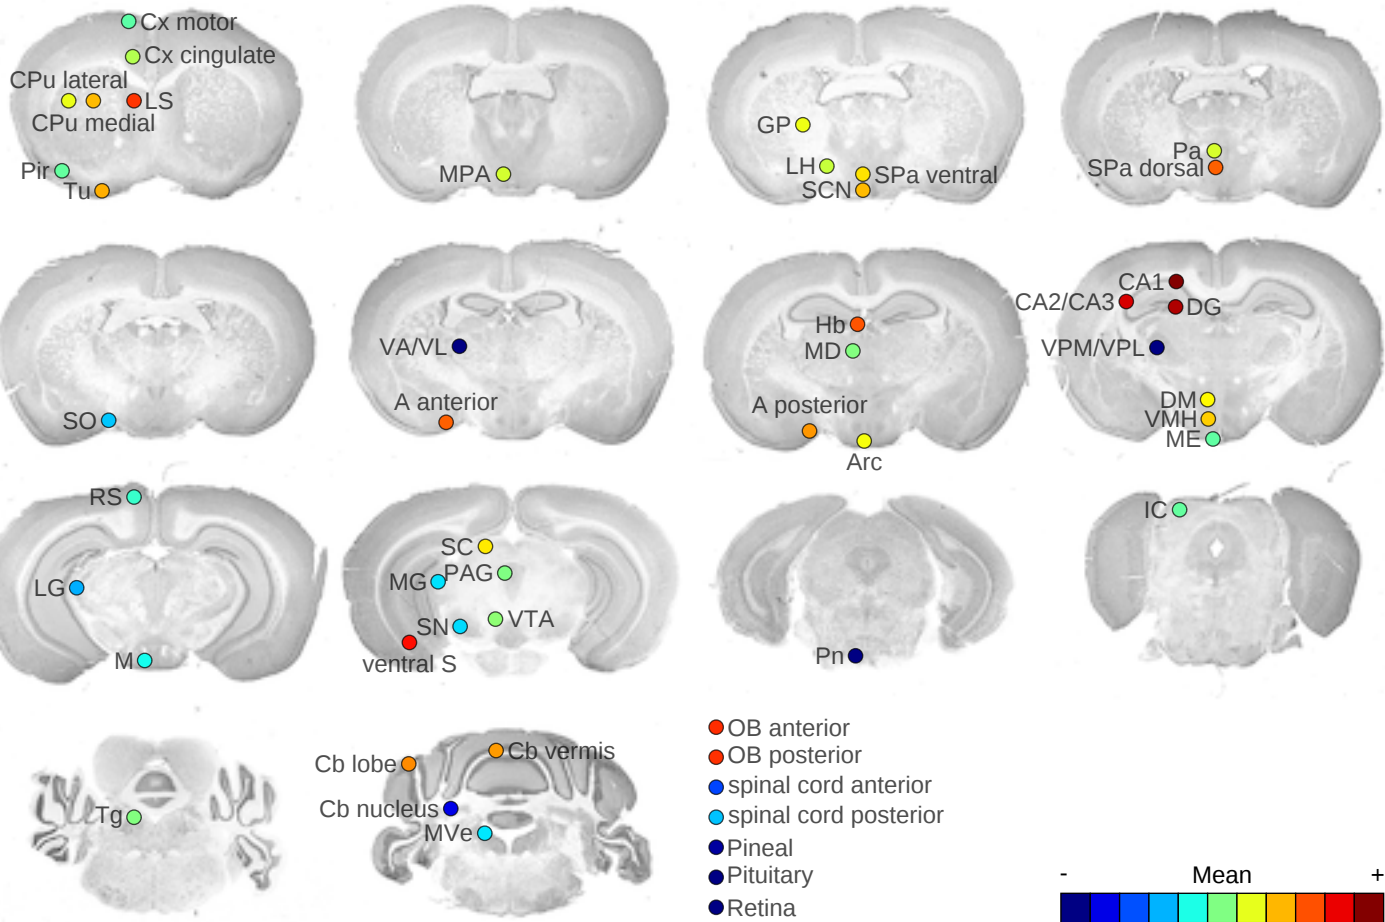 Cx motor
Cx cingulate
CPu lateral
LS
CPu medial
Pir
Tu
MPA
GP
LH
SPa ventral
SCN
Pa
SPa dorsal
SO
VA/VL
A anterior
Hb
MD
A posterior
Arc
CA1
CA2/CA3
DG
VPM/VPL
DM
VMH
ME
RS
LG
M
SC
MG
PAG
SN
VTA
ventral S
Pn
IC
Tg
Cb lobe
Cb vermis
Cb nucleus
MVe
OB anterior
OB posterior
spinal cord anterior
spinal cord posterior
Pineal
Pituitary
Retina
- Mean +